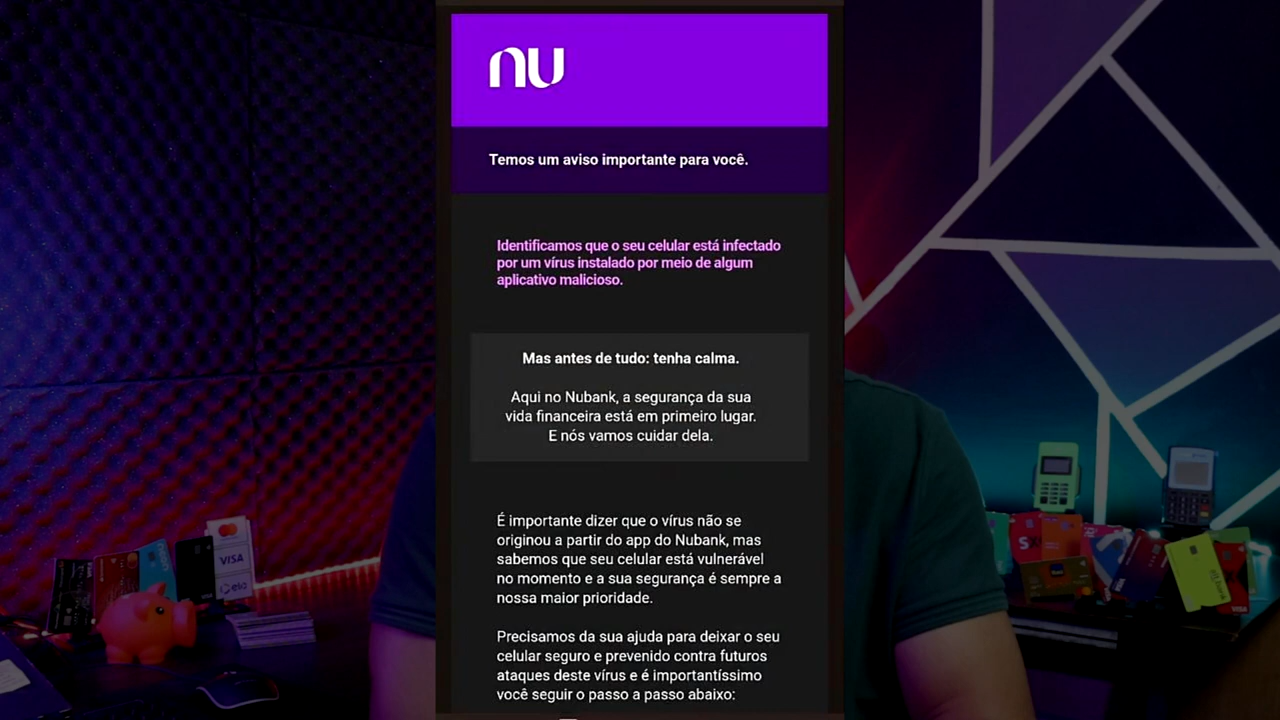 nu
Temos um aviso importante para você.
Identificamos que o seu celular está infectado
por um vírus instalado por meio de algum
aplicativo malicioso.
Mas antes de tudo: tenha calma.
Aqui no Nubank, a segurança da sua
vida financeira está em primeiro lugar.
E nós vamos cuidar dela.
É importante dizer que o vírus não se
originou a partir do app do Nubank, mas
sabemos que seu celular está vulnerável
no momento e a sua segurança é sempre a
nossa maior prioridade.
Precisamos da sua ajuda para deixar o seu
celular seguro e prevenido contra futuros
ataques deste vírus e é importantíssimo
você seguir o passo a passo abaixo:
VISA
elo
VISA